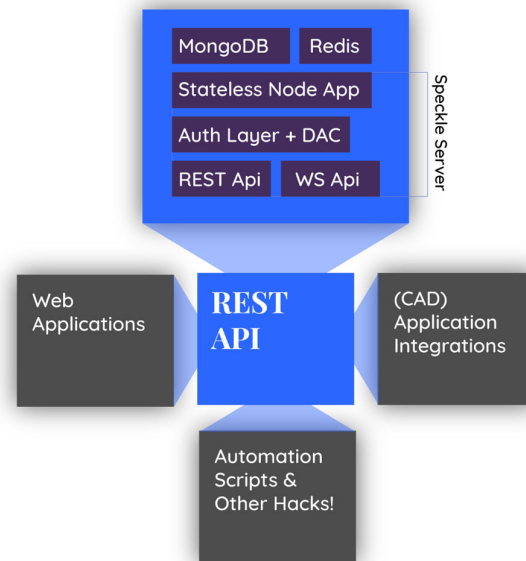 MongoDB
Redis
Stateless Node App
Auth Layer + DAC
REST Api
WS Api
Speckle Server
Web
Applications
REST
API
(CAD)
Application
Integrations
Automation
Scripts &
Other Hacks!